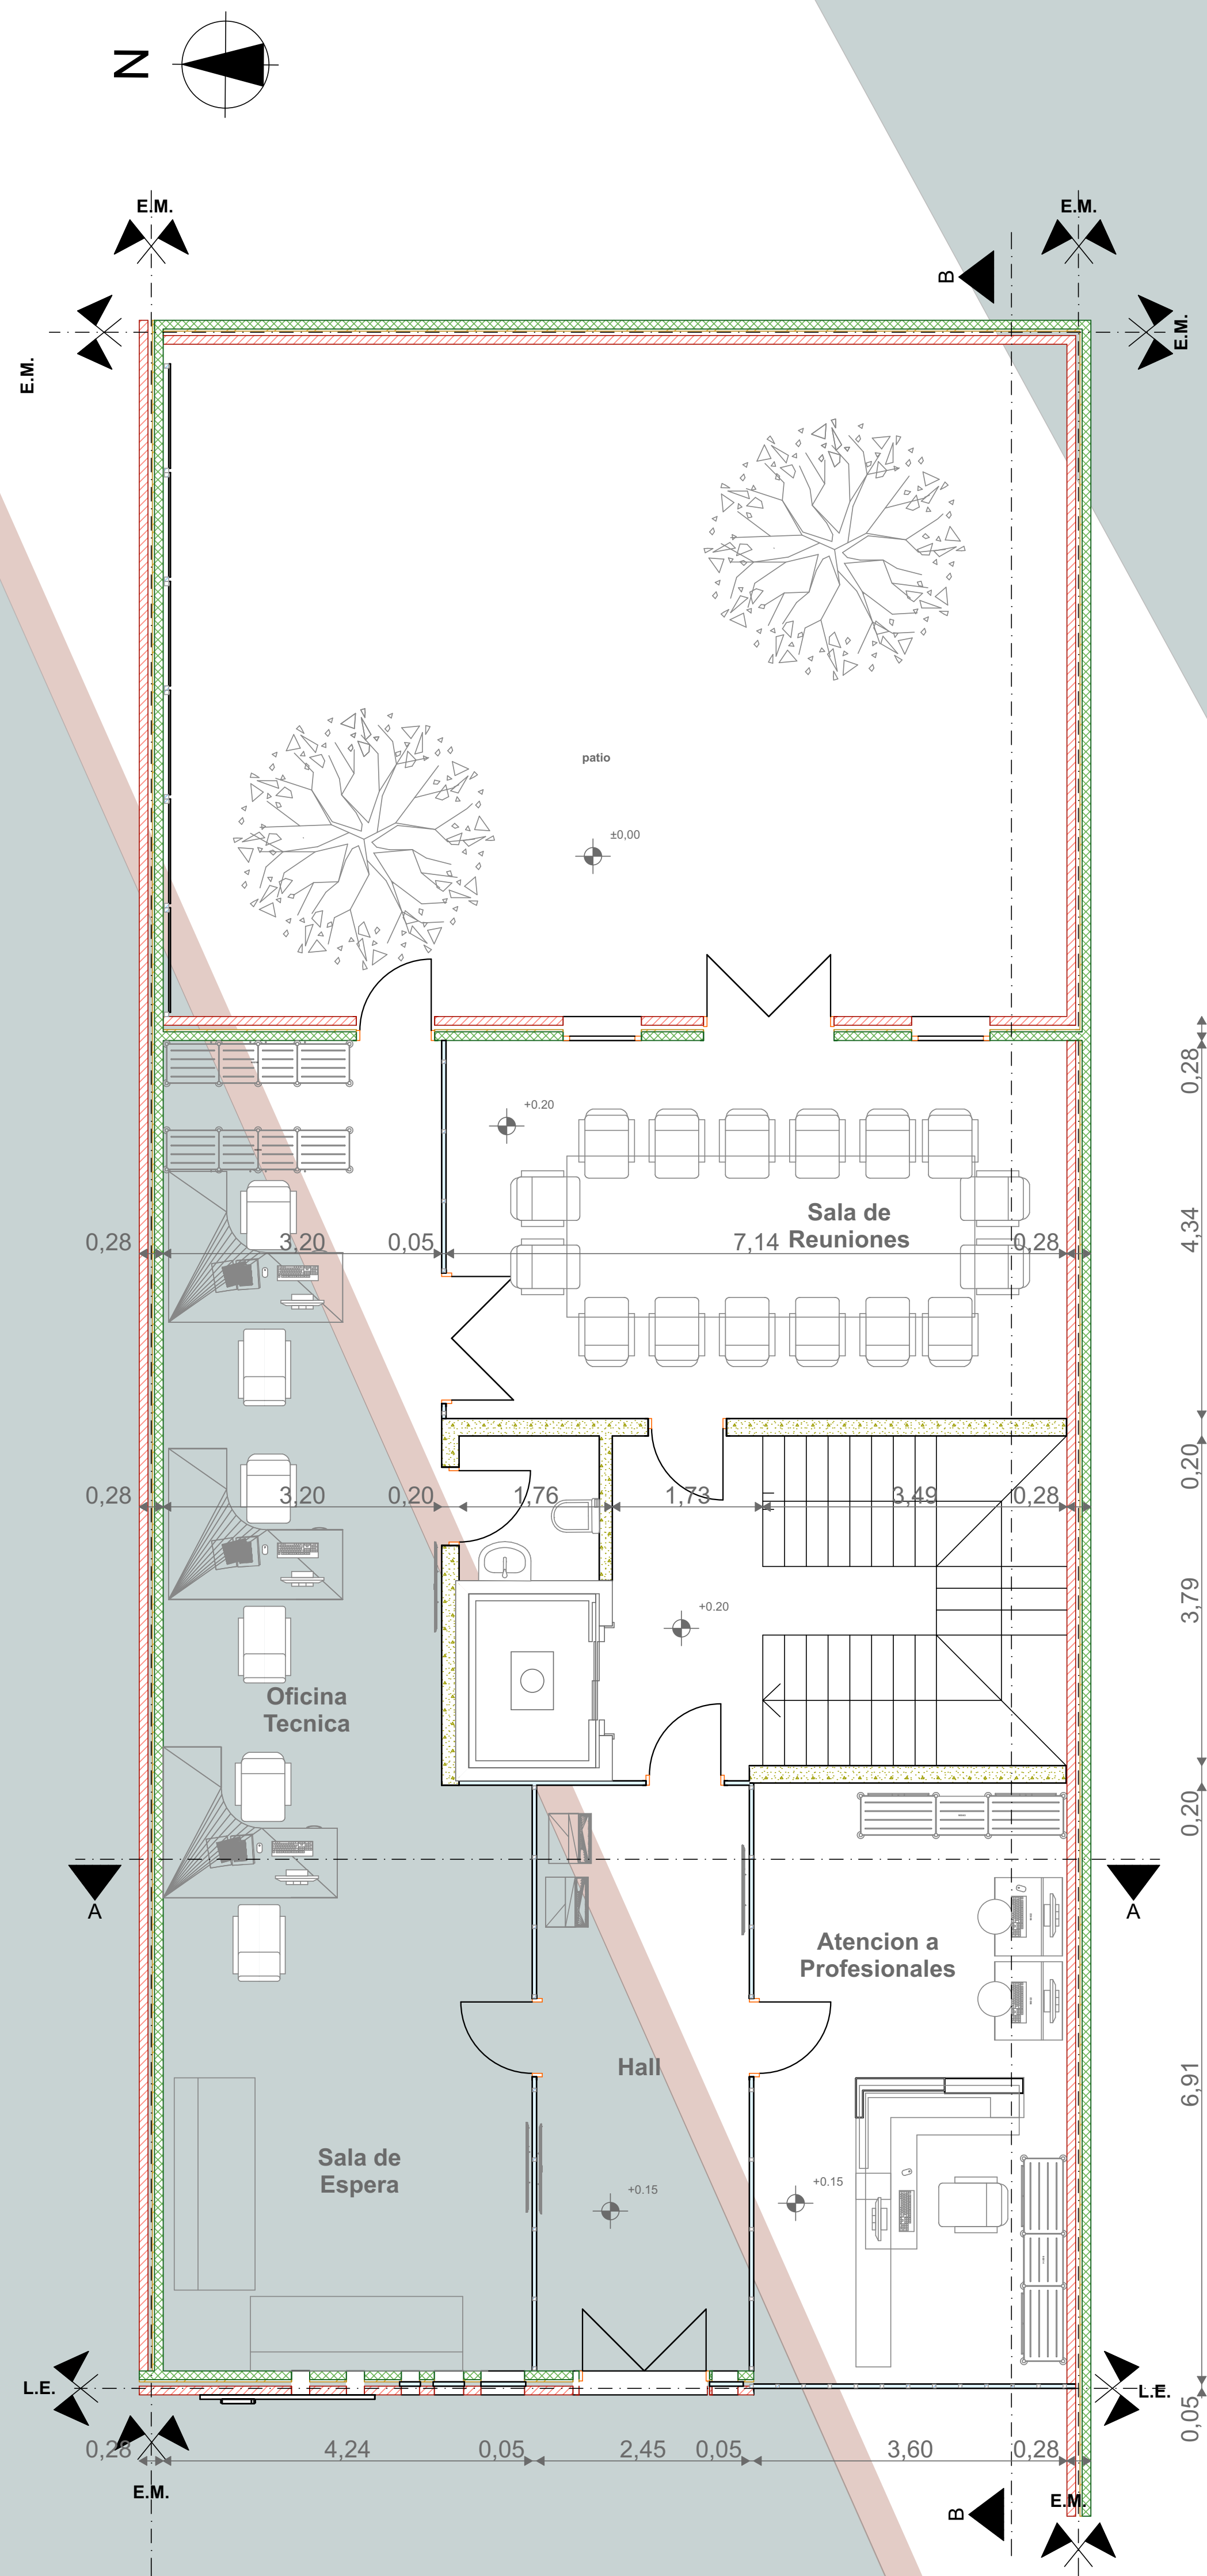 N
E.M.
E.M.
B
E.M.
E.M.
patio
±0,00
0,28
+0.20
Sala de
Reuniones
0,28
3,20
0,05
7,14
0,28
4,34
0,28
3,20
0,20
1,76
1,73
3,49
0,28
0,20
+0.20
3,79
Oficina
Tecnica
0,20
A
A
Atencion a
Profesionales
Hall
6,91
Sala de
Espera
+0.15
+0.15
L.E.
L.E.
0,05
0,28
4,24
0,05
2,45
0,05
3,60
0,28
E.M.
E.M.
B